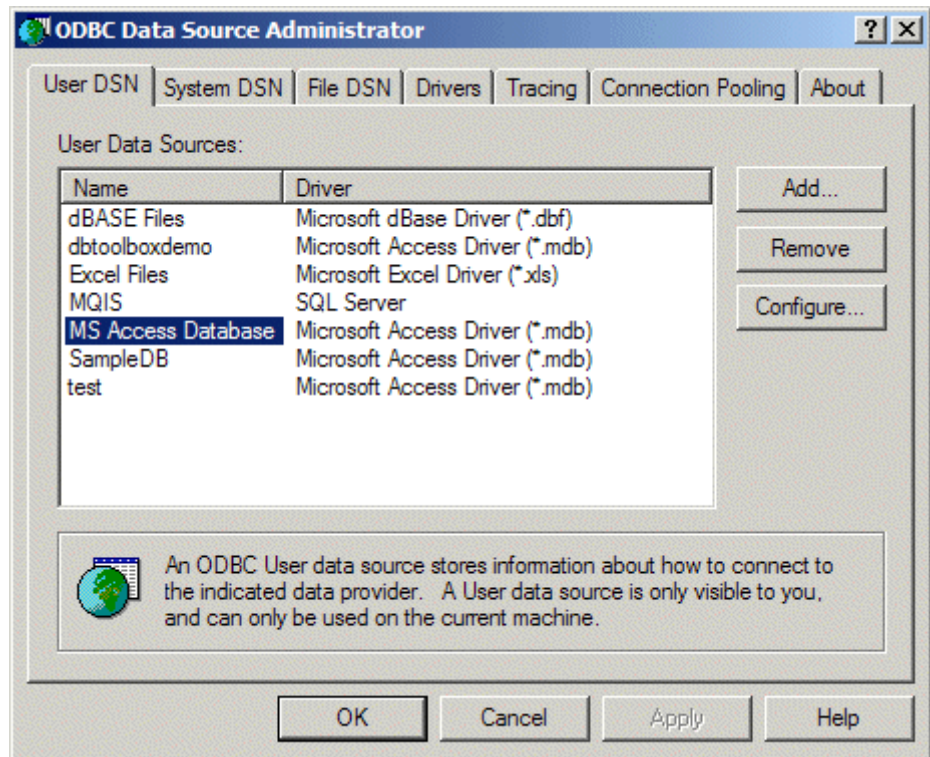 ODBC Data Source Administrator
User DSN System DSN File DSN Drivers Tracing Connection Pooling About
User Data Sources:
Name Driver
dBASE Files Microsoft dBase Driver (*.dbf)
dbtoolboxdemo Microsoft Access Driver (*.mdb)
Excel Files Microsoft Excel Driver (*.xls)
MQIS SQL Server
MS Access Database Microsoft Access Driver (*.mdb)
SampleDB Microsoft Access Driver (*.mdb)
test Microsoft Access Driver (*.mdb)
Add...
Remove
Configure...
An ODBC User data source stores information about how to connect to
the indicated data provider. A User data source is only visible to you,
and can only be used on the current machine.
OK Cancel Apply Help